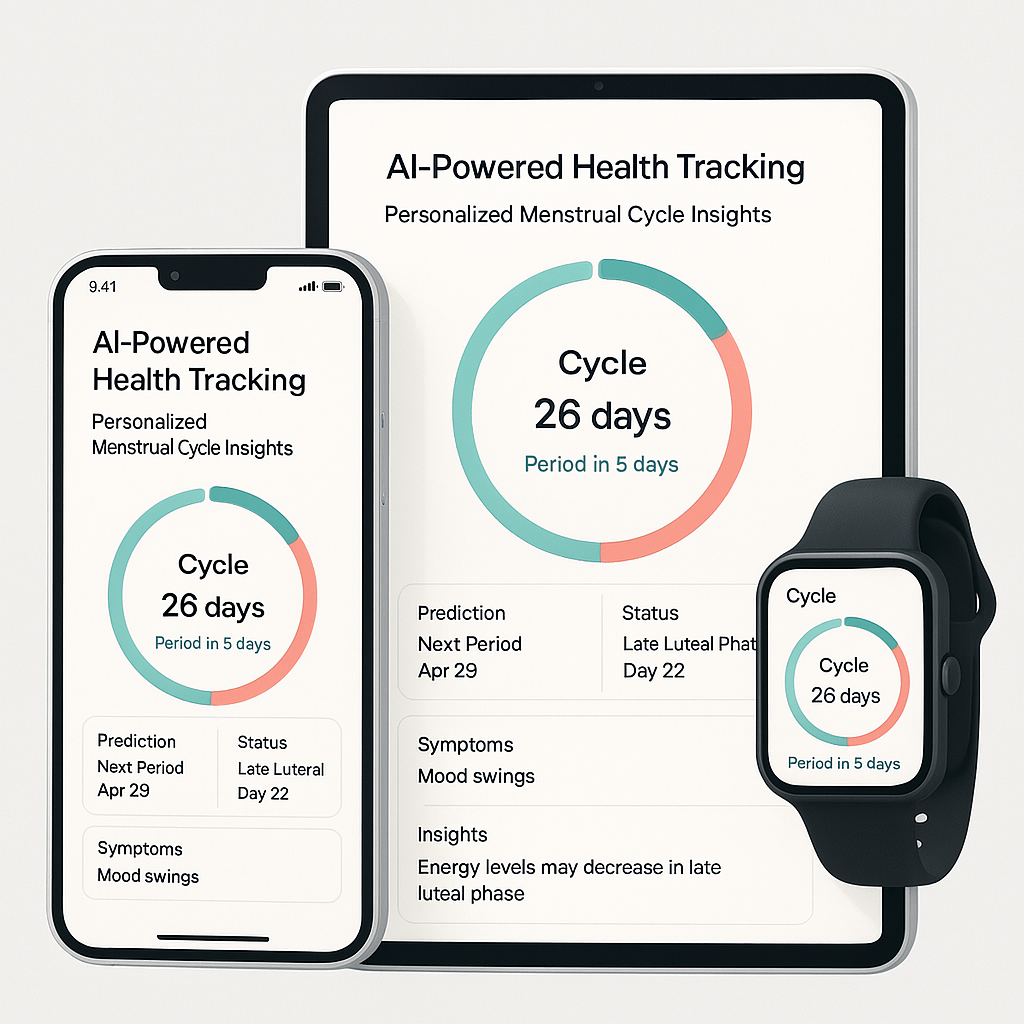 9.41
AI-Powered
Health Tracking
Personalized
Menstrual Cycle Insights
Cycle
26 days
Period in 5 days
Prediction
Next Period
Apr 29
Status
Late Luteral
Day 22
Symptoms
Mood swings
AI-Powered Health Tracking
Personalized Menstrual Cycle Insights
Cycle
26 days
Period in 5 days
Prediction
Next Period
Apr 29
Status
Late Luteal Phat
Day 22
Symptoms
Mood swings
Insights
Energy levels may decrease in late
luteal phase
Cycle
Cycle
26 days
Period in 5 days